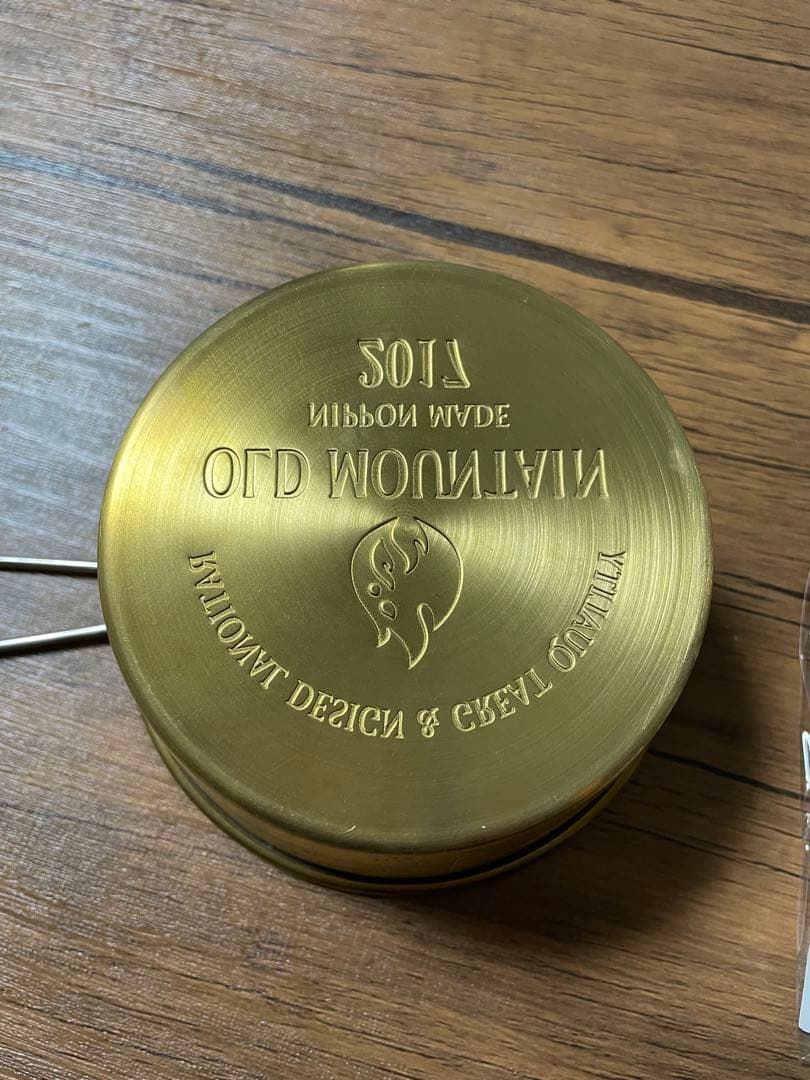 RATIONAL DESIGN & GREAT QUALITY
OLD MOUNTAIN
NIPPON MADE
2017